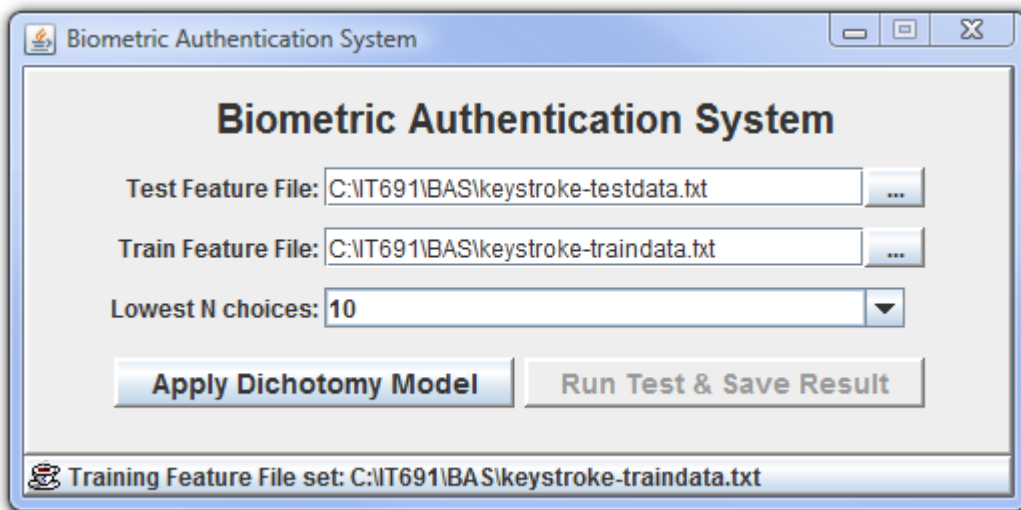 Biometric Authentication System
Biometric Authentication System
Test Feature File: C:\IT691\BAS\keystroke-testdata.txt ...
Train Feature File: C:\IT691\BAS\keystroke-traindata.txt ...
Lowest N choices: 10
Apply Dichotomy Model Run Test & Save Result
Training Feature File set: C:\IT691\BAS\keystroke-traindata.txt